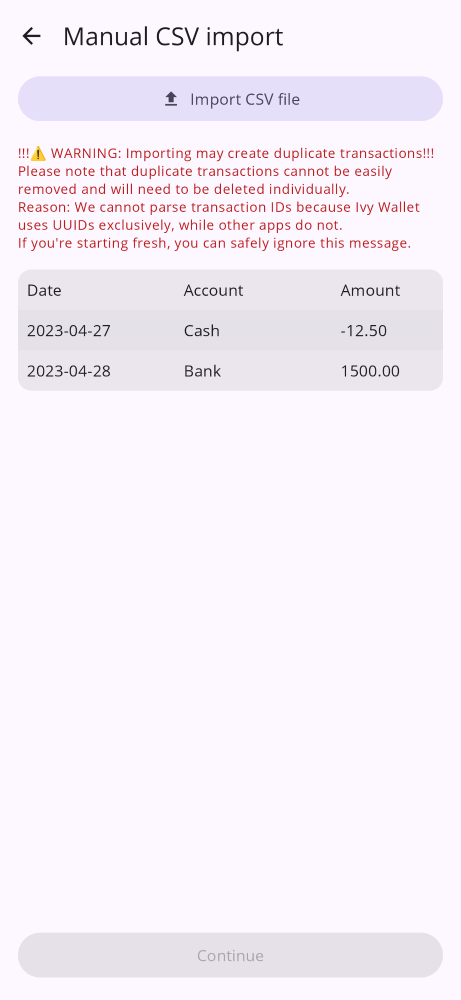 Manual CSV import
Import CSV file
!!!⚠️ WARNING: Importing may create duplicate transactions!!!
Please note that duplicate transactions cannot be easily
removed and will need to be deleted individually.
Reason: We cannot parse transaction IDs because Ivy Wallet
uses UUIDs exclusively, while other apps do not.
If you're starting fresh, you can safely ignore this message.
Date Account Amount
2023-04-27 Cash -12.50
2023-04-28 Bank 1500.00
Continue